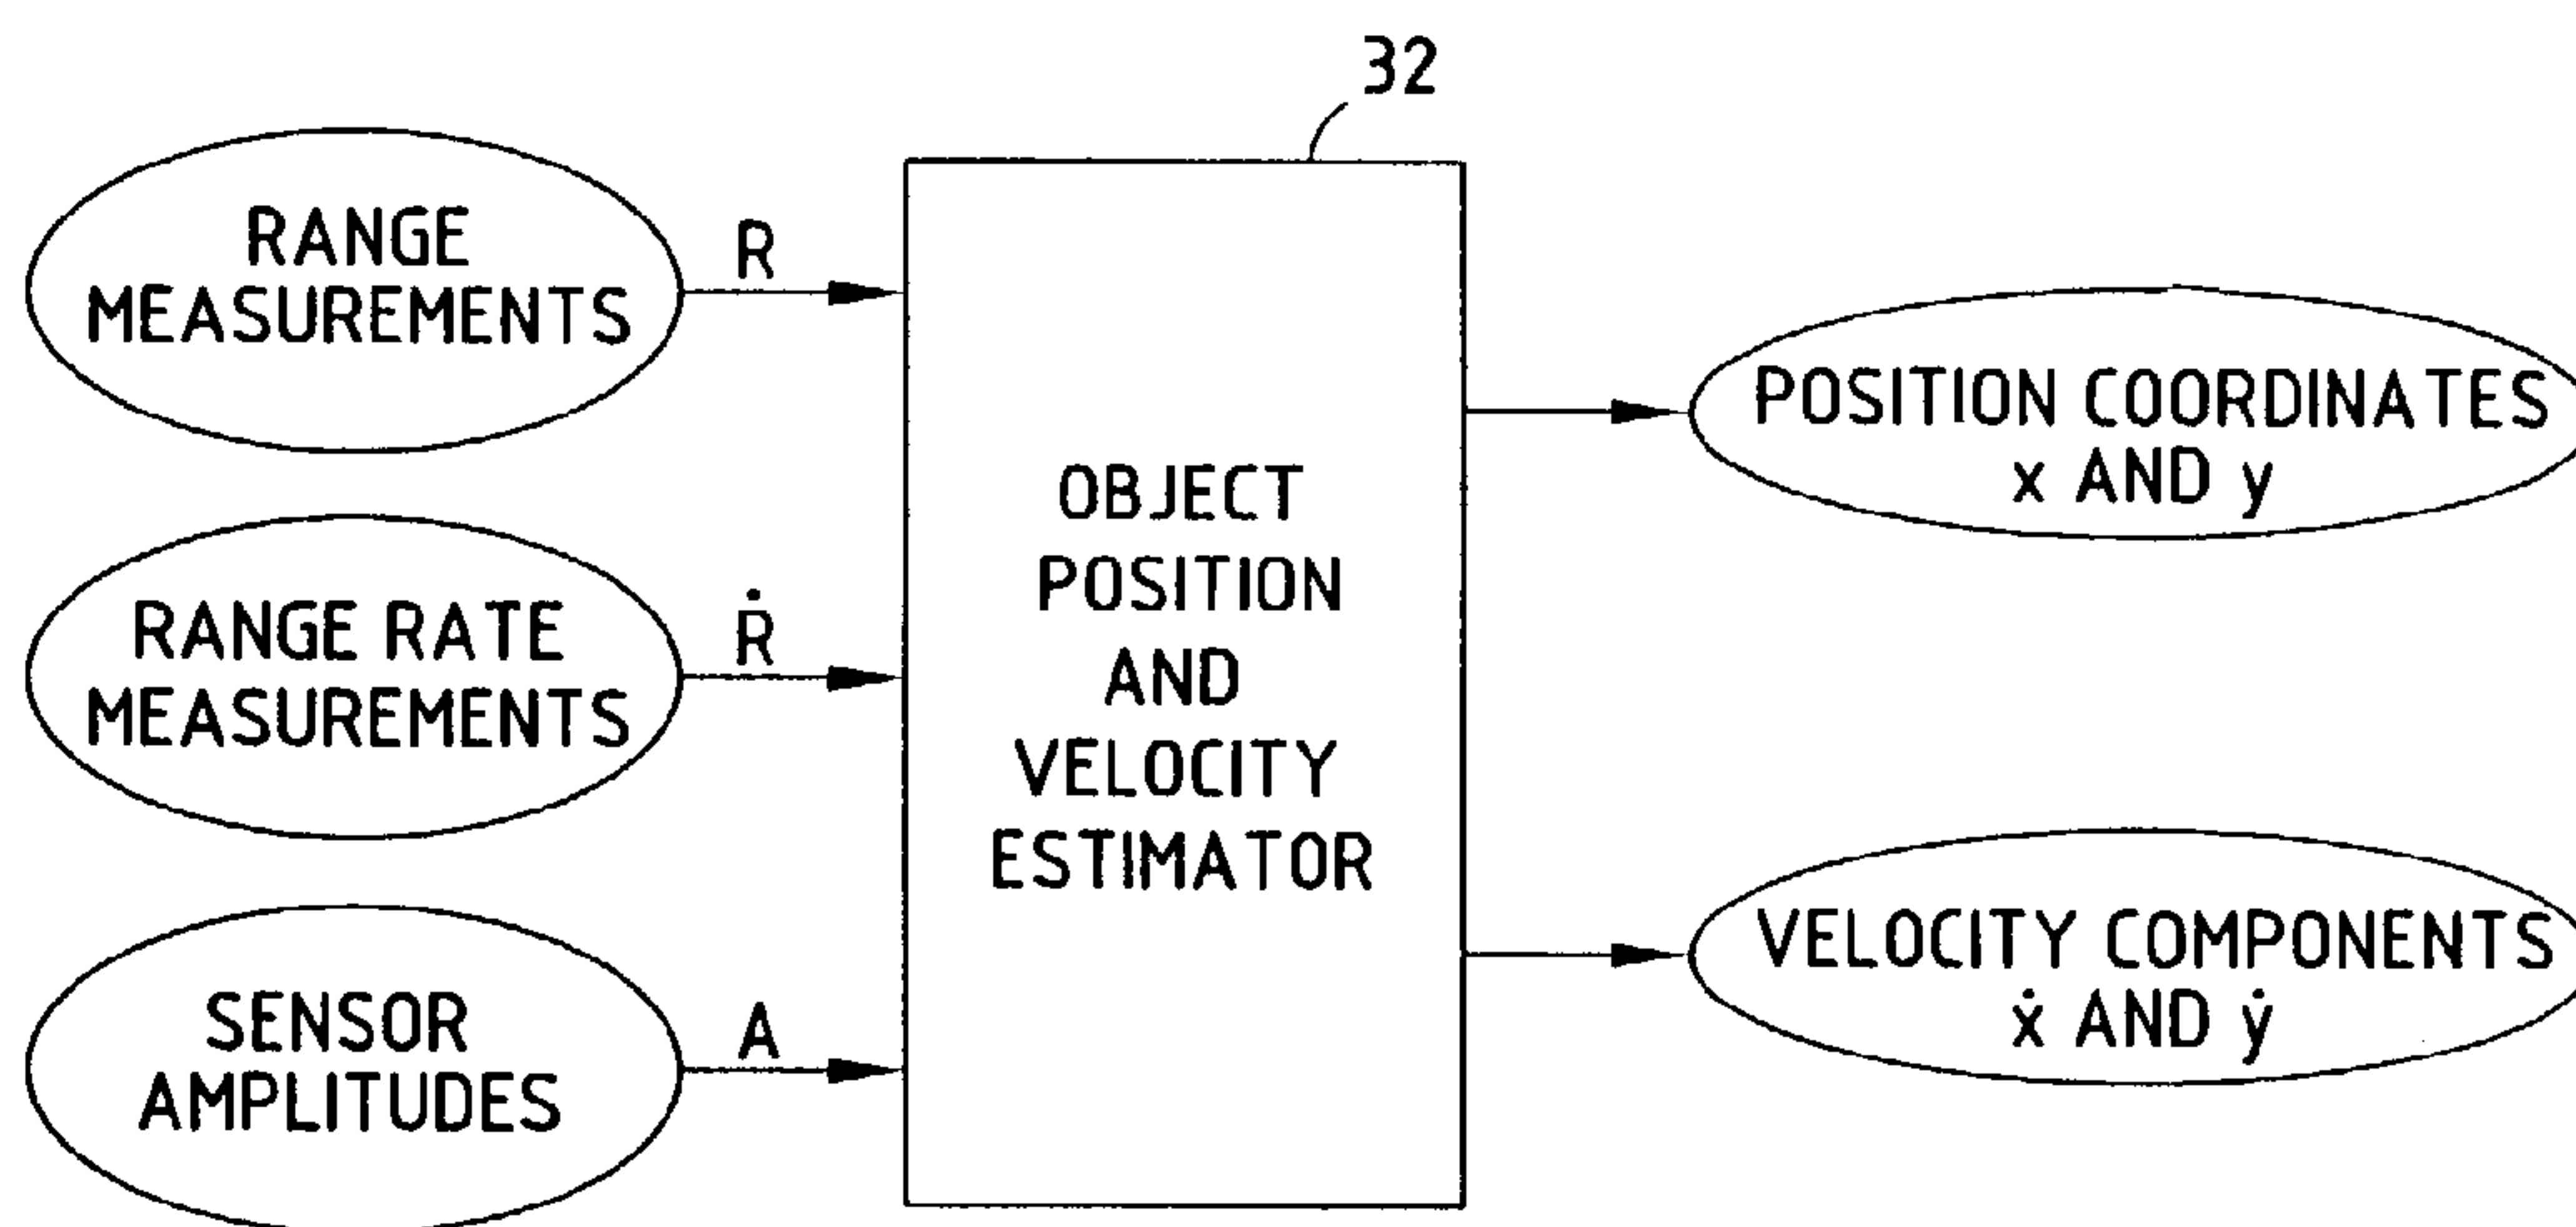 32
RANGE
MEASUREMENTS
R
RANGE RATE
MEASUREMENTS
Ṙ
SENSOR
AMPLITUDES
A
OBJECT
POSITION
AND
VELOCITY
ESTIMATOR
POSITION COORDINATES
x AND y
VELOCITY COMPONENTS
ẋ AND ẏ